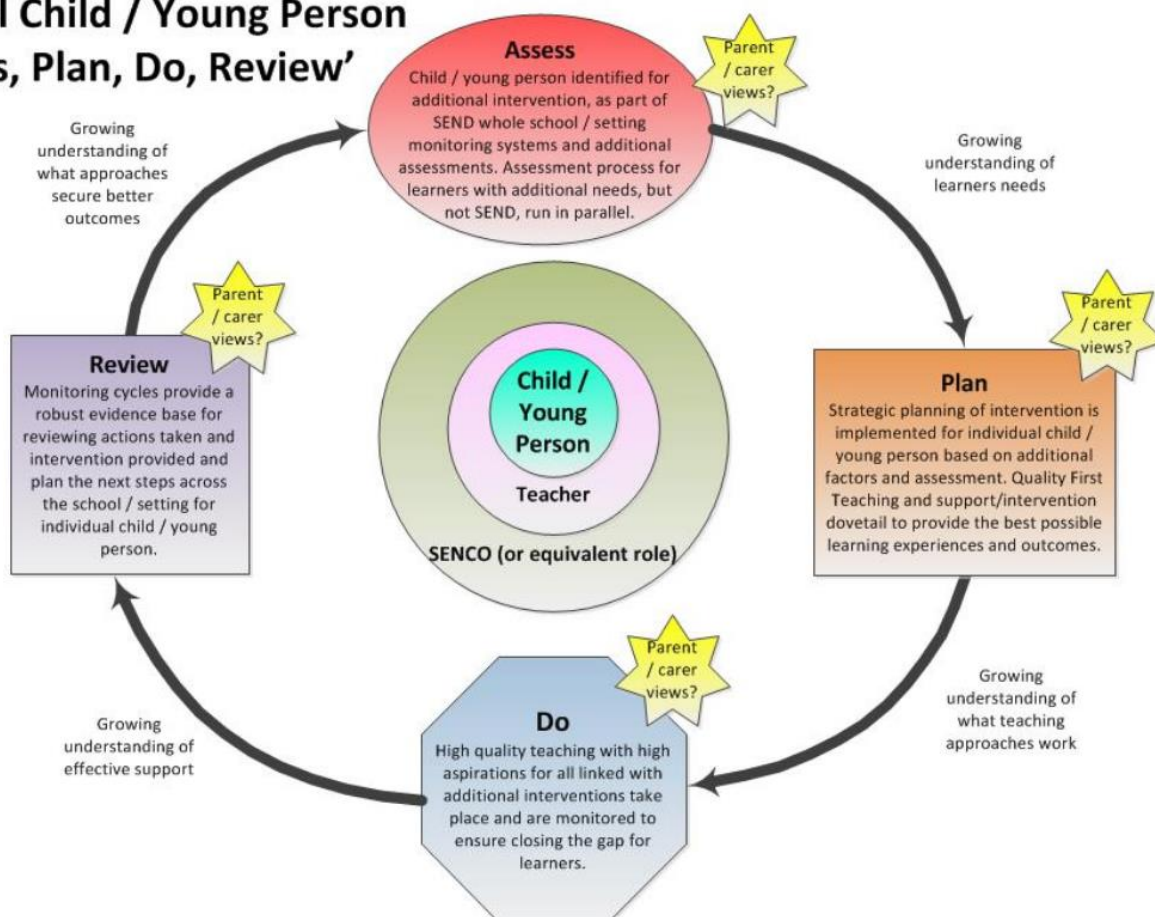 l Child / Young Person
s, Plan, Do, Review’
Assess
Child / young person identified for
additional intervention, as part of
SEND whole school / setting
monitoring systems and additional
assessments. Assessment process for
learners with additional needs, but
not SEND, run in parallel.
Parent
/ carer
views?
Growing
understanding of
what approaches
secure better
outcomes
Growing
understanding of
learners needs
Parent
/ carer
views?
Review
Monitoring cycles provide a
robust evidence base for
reviewing actions taken and
intervention provided and
plan the next steps across
the school / setting for
individual child / young
person.
Child /
Young
Person
Teacher
SENCO (or equivalent role)
Parent
/ carer
views?
Plan
Strategic planning of intervention is
implemented for individual child /
young person based on additional
factors and assessment. Quality First
Teaching and support/intervention
dovetail to provide the best possible
learning experiences and outcomes.
Parent
/ carer
views?
Do
High quality teaching with high
aspirations for all linked with
additional interventions take
place and are monitored to
ensure closing the gap for
learners.
Growing
understanding of
effective support
Growing
understanding of
what teaching
approaches work